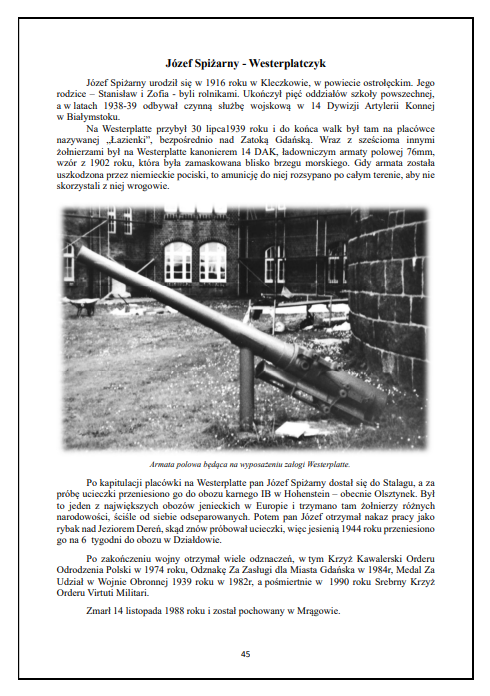 Józef Spiżarny - Westerplatczyk
Józef Spiżarny urodził się w 1916 roku w Kleczkowie, w powiecie ostrołęckim. Jego
rodzice – Stanisław i Zofia - byli rolnikami. Ukończył pięć oddziałów szkoły powszechnej,
a w latach 1938-39 odbywał czynną służbę wojskową w 14 Dywizji Artylerii Konnej
w Białymstoku.
Na Westerplatte przybył 30 lipca1939 roku i do końca walk był tam na placówce
nazywanej „Łazienki", bezpośrednio nad Zatoką Gdańską. Wraz z sześcioma innymi
żołnierzami był na Westerplatte kanonierem 14 DAK, ładowniczym armaty polowej 76mm,
wzór z 1902 roku, która była zamaskowana blisko brzegu morskiego. Gdy armata została
uszkodzona przez niemieckie pociski, to amunicję do niej rozsypano po całym terenie, aby nie
skorzystali z niej wrogowie.
Armata polowa będąca na wyposażeniu załogi Westerplatte.
Po kapitulacji placówki na Westerplatte pan Józef Spiżarny dostał się do Stalagu, a za
próbę ucieczki przeniesiono go do obozu karnego IB w Hohenstein – obecnie Olsztynek. Był
to jeden z największych obozów jenieckich w Europie i trzymano tam żołnierzy różnych
narodowości, ściśle od siebie odseparowanych. Potem pan Józef otrzymał nakaz pracy jako
rybak nad Jeziorem Dereń, skąd znów próbował ucieczki, więc jesienią 1944 roku przeniesiono
go na 6 tygodni do obozu w Działdowie.
Po zakończeniu wojny otrzymał wiele odznaczeń, w tym Krzyż Kawalerski Orderu
Odrodzenia Polski w 1974 roku, Odznakę Za Zasługi dla Miasta Gdańska w 1984r, Medal Za
Udział w Wojnie Obronnej 1939 roku w 1982r, a pośmiertnie w 1990 roku Srebrny Krzyż
Orderu Virtuti Militari.
Zmarł 14 listopada 1988 roku i został pochowany w Mrągowie.
45